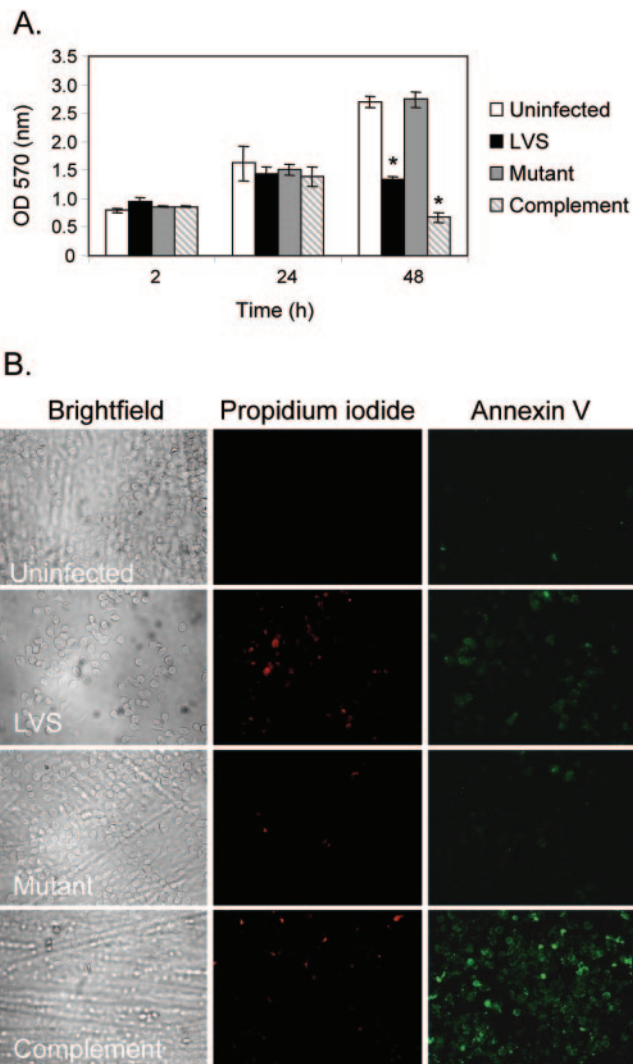 A.
OD 570 (nm)
3.5
3.0
2.5
2.0
1.5
1.0
0.5
0
*
*
2
24
48
Time (h)
Uninfected
LVS
Mutant
Complement
B.
Brightfield
Propidium iodide
Annexin V
Uninfected
LVS
Mutant
Complement